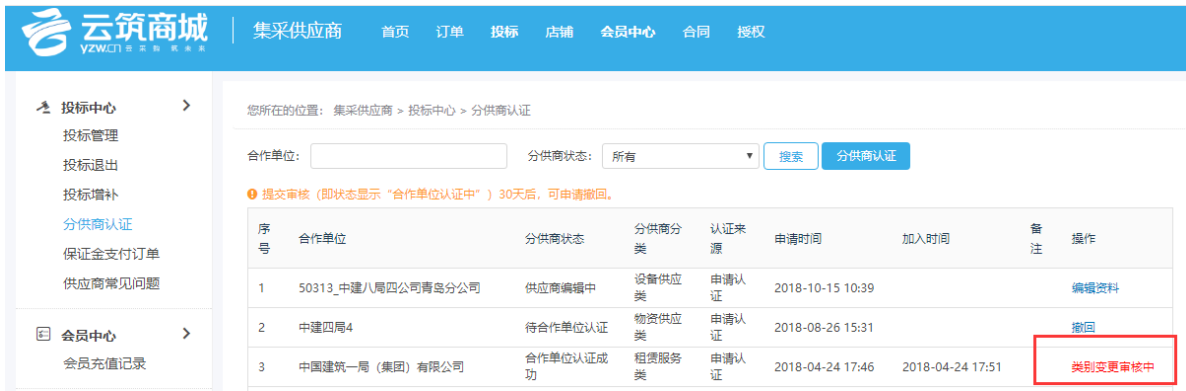 云筑商城
yzw.cn
集采供应商 首页 订单 投标 店铺 会员中心 合同 授权
投标中心
投标管理
投标退出
投标增补
分供商认证
保证金支付订单
供应商常见问题
会员中心
会员充值记录
您所在的位置： 集采供应商 > 投标中心 > 分供商认证
合作单位： 分供商状态： 所有 搜索 分供商认证
提交审核（即状态显示“合作单位认证中”）30天后，可申请撤回。
序号 合作单位 分供商状态 分供商分类 认证来源 申请时间 加入时间 备注 操作
1 50313_中建八局四公司青岛分公司 供应商编辑中 设备供应类 申请认证 2018-10-15 10:39 编辑资料
2 中建四局4 待合作单位认证 物资供应类 申请认证 2018-08-26 15:31 撤回
3 中国建筑一局（集团）有限公司 合作单位认证成功 租赁服务类 申请认证 2018-04-24 17:46 2018-04-24 17:51 类别变更审核中